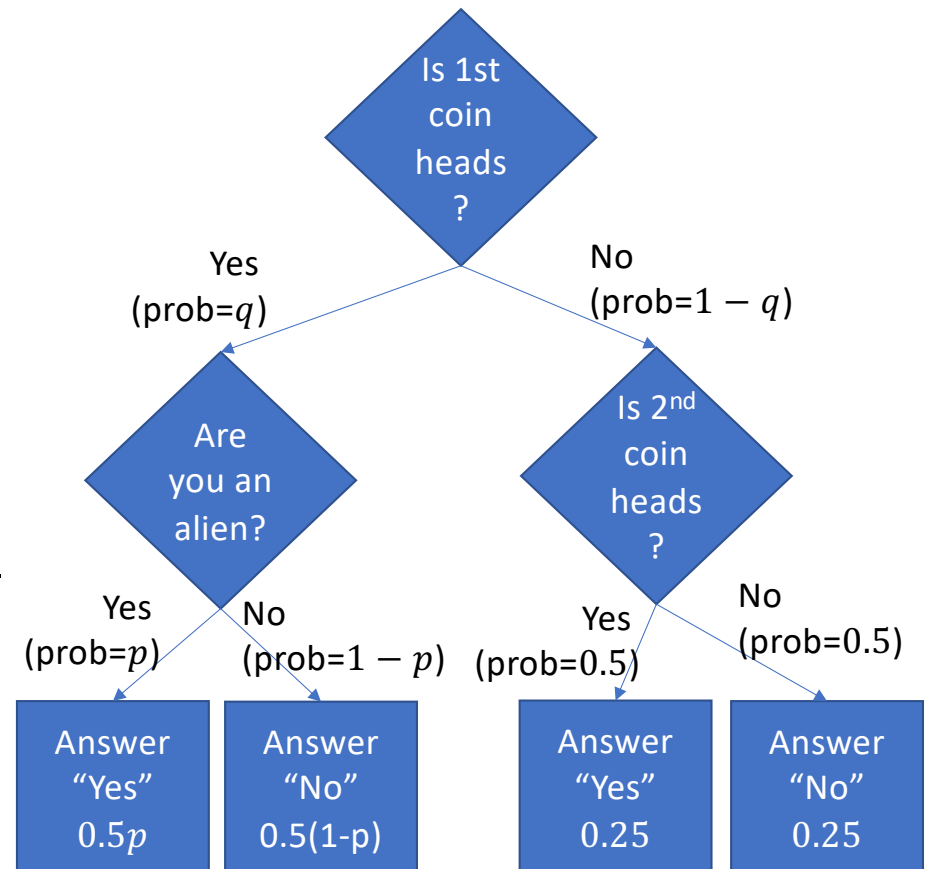 Is 1st
coin
heads
?
Yes
(prob=q)
No
(prob=1 − q)
Are
you an
alien?
Is 2nd
coin
heads
?
Yes
(prob=p)
No
(prob=1 − p)
Yes
(prob=0.5)
No
(prob=0.5)
Answer
“Yes”
0.5p
Answer
“No”
0.5(1-p)
Answer
“Yes”
0.25
Answer
“No”
0.25